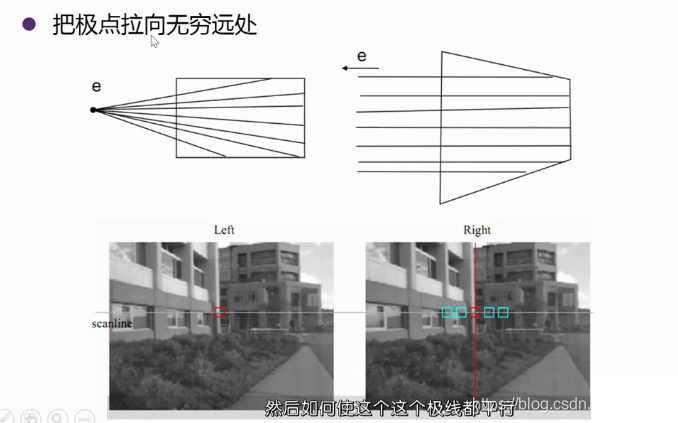 把极点拉向无穷远处
e
e
Left
Right
scanline
然后如何使这个这个极线都平行
https://blog.csdn.